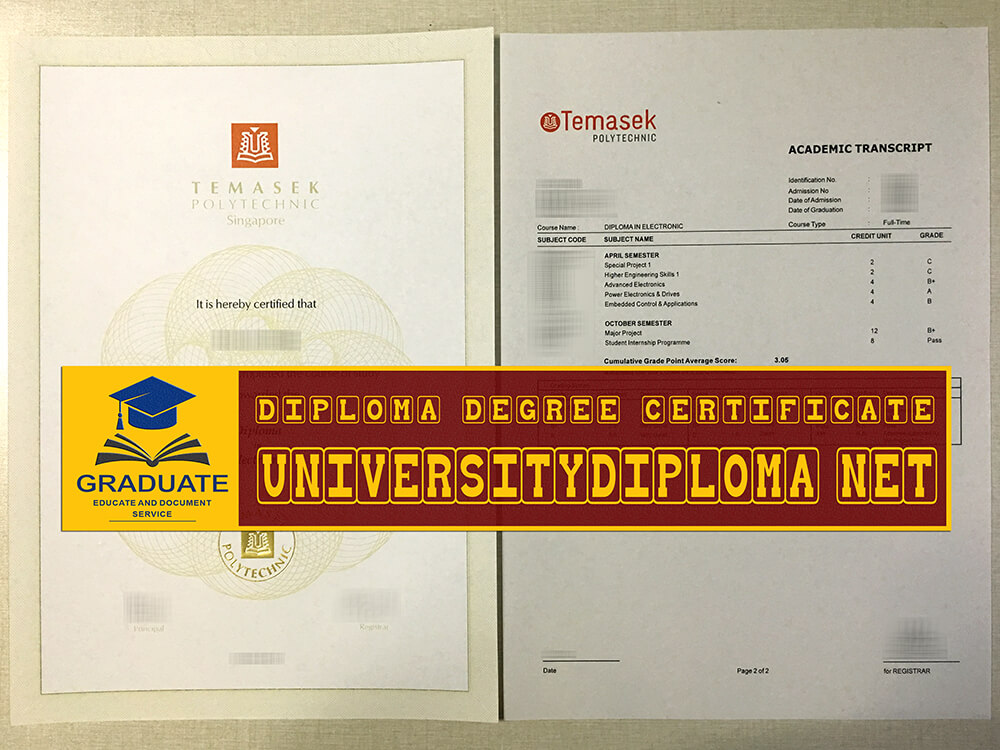 TEMASEK
POLYTECHNIC
Singapore
It is hereby certified that
POLYTECHNIC
Principal
Registrar
Temasek
POLYTECHNIC
ACADEMIC TRANSCRIPT
Identification No. :
Admission No :
Date of Admission :
Date of Graduation :
Course Type : Full-Time
Course Name : DIPLOMA IN ELECTRONIC
SUBJECT CODE SUBJECT NAME CREDIT UNIT GRADE
APRIL SEMESTER
Special Project 1 2 C
Higher Engineering Skills 1 2 C
Advanced Electronics 4 B+
Power Electronics & Drives 4 A
Embedded Control & Applications 4 B
OCTOBER SEMESTER
Major Project 12 B+
Student Internship Programme 8 Pass
Cumulative Grade Point Average Score: 3.05
GRADUATE
EDUCATE AND DOCUMENT
SERVICE
DIPLOMA DEGREE CERTIFICATE
UNIVERSITYDIPLOMA NET
Date Page 2 of 2 for REGISTRAR